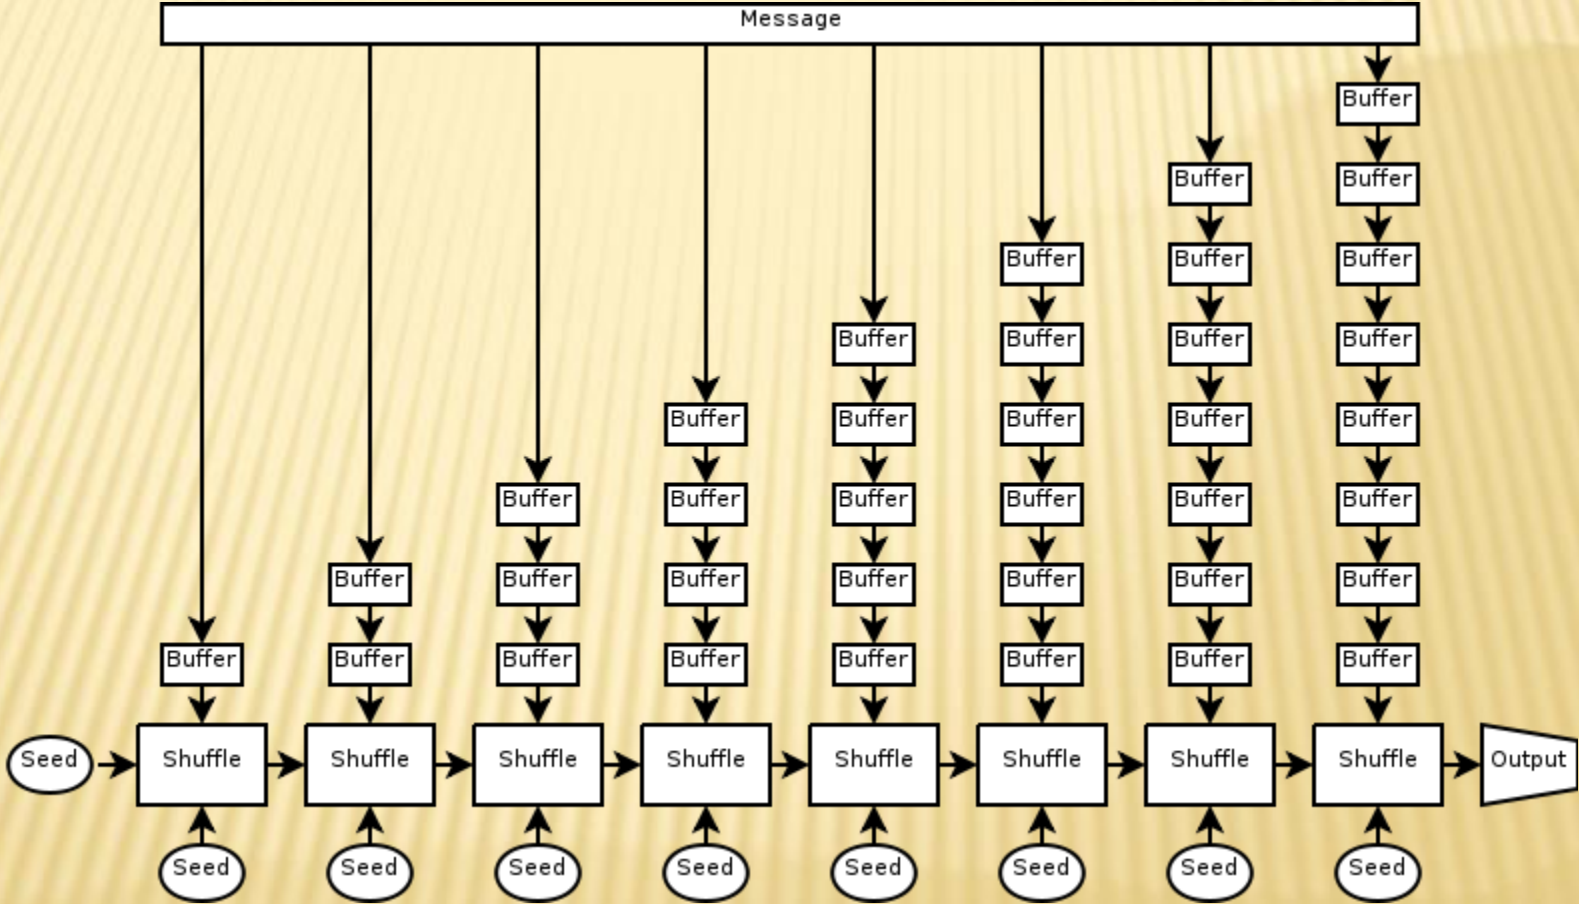 Message
Buffer
Buffer Buffer
Buffer Buffer Buffer
Buffer Buffer Buffer Buffer
Buffer Buffer Buffer Buffer Buffer
Buffer Buffer Buffer Buffer Buffer Buffer
Buffer Buffer Buffer Buffer Buffer Buffer Buffer
Buffer Buffer Buffer Buffer Buffer Buffer Buffer Buffer
Seed Shuffle Shuffle Shuffle Shuffle Shuffle Shuffle Shuffle Shuffle Output
Seed Seed Seed Seed Seed Seed Seed Seed